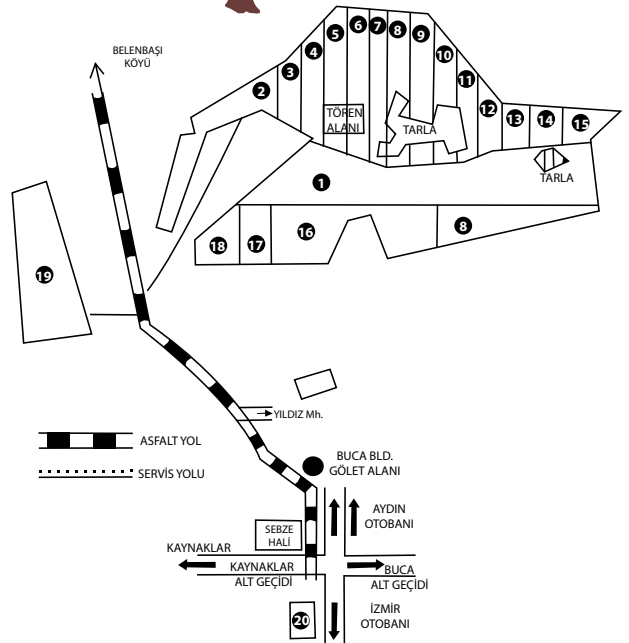 BELENBAŞI
KÖYÜ
2
3
4
5
6
7
8
9
10
11
12
13
14
15
TÖREN
ALANI
TARLA
TARLA
1
18
17
16
8
19
YILDIZ Mh.
ASFALT YOL
SERVİS YOLU
BUCA BLD.
GÖLET ALANI
SEBZE
HALİ
AYDIN
OTOBANI
KAYNAKLAR
KAYNAKLAR
ALT GEÇİDİ
BUCA
ALT GEÇİDİ
İZMİR
OTOBANI
20